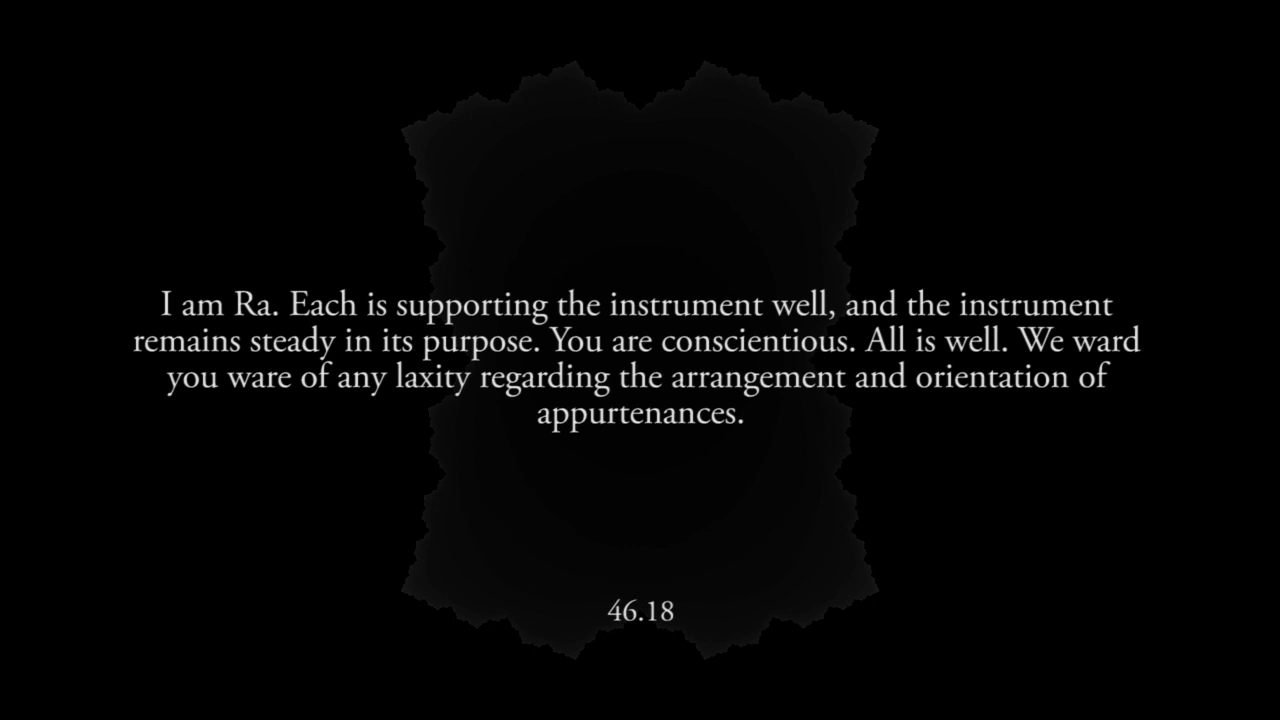 I am Ra. Each is supporting the instrument well, and the instrument
remains steady in its purpose. You are conscientious. All is well. We ward
you ware of any laxity regarding the arrangement and orientation of
appurtenances.
46.18